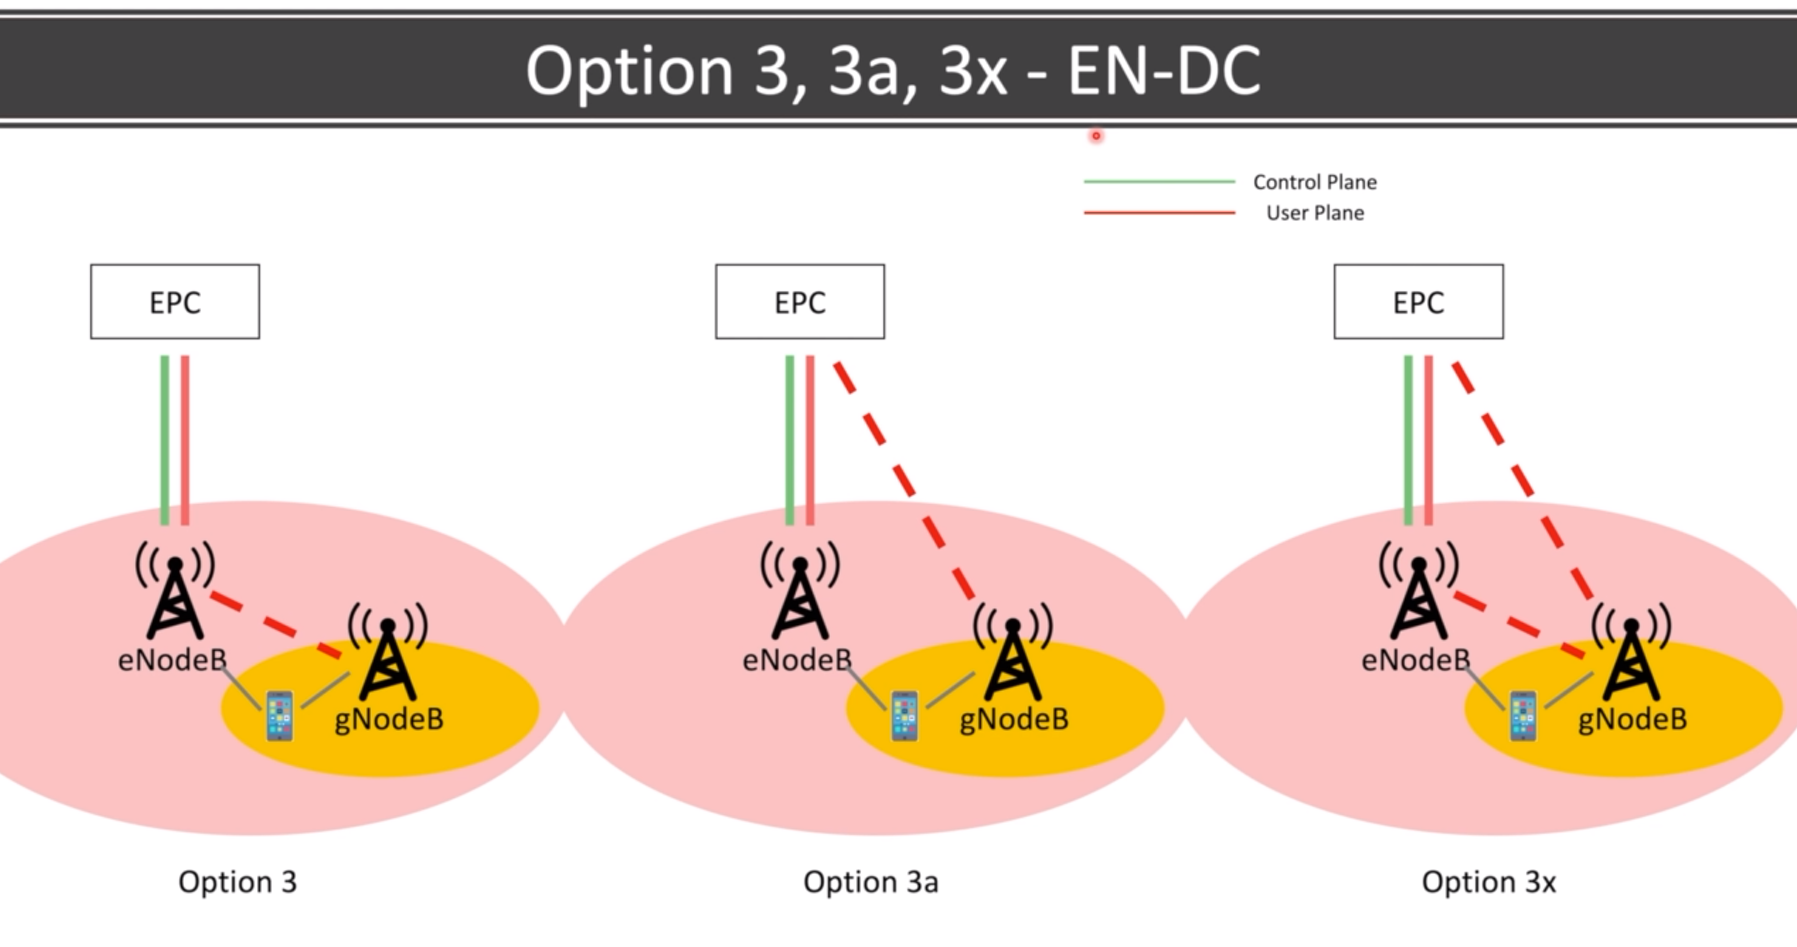 Option 3, 3a, 3x - EN-DC
Control Plane
User Plane
EPC
EPC
EPC
eNodeB
gNodeB
eNodeB
gNodeB
eNodeB
gNodeB
Option 3
Option 3a
Option 3x